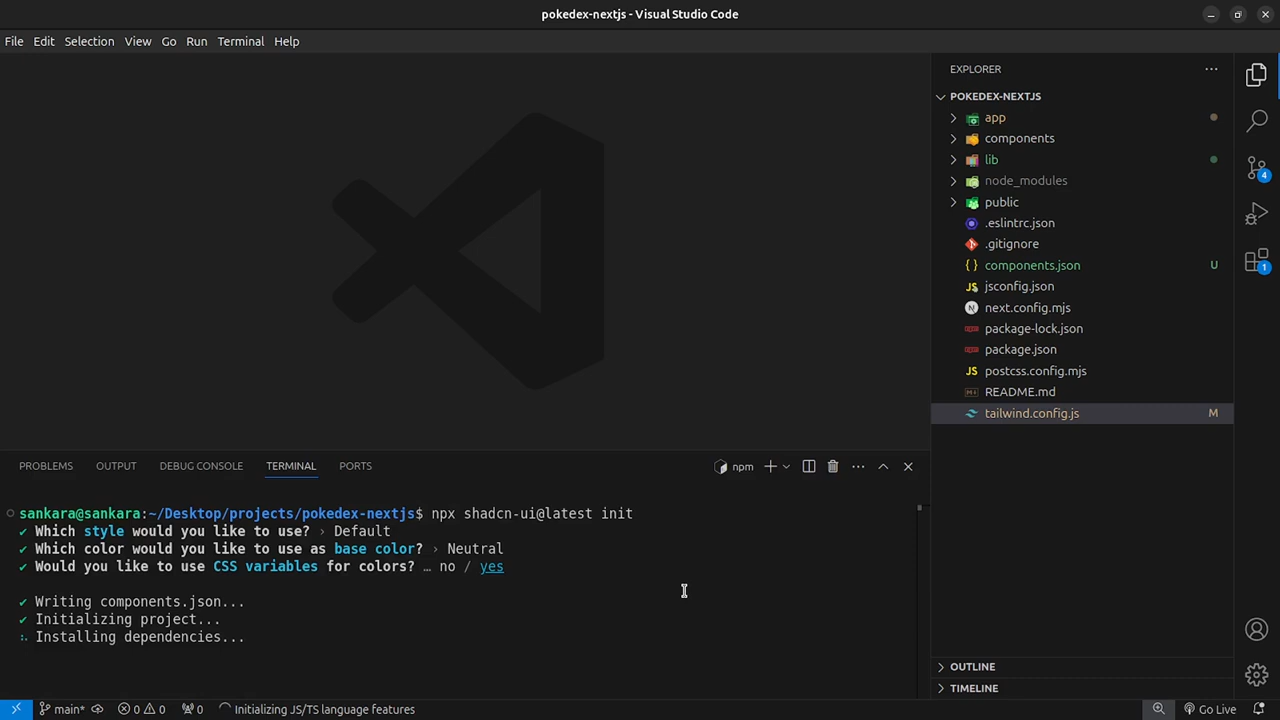 pokedex-nextjs - Visual Studio Code
File Edit Selection View Go Run Terminal Help
EXPLORER
POKEDEX-NEXTJS
app
components
lib
node_modules
public
.eslintrc.json
.gitignore
components.json U
jsconfig.json
next.config.mjs
package-lock.json
package.json
postcss.config.mjs
README.md
tailwind.config.js M
OUTLINE
TIMELINE
4
1
PROBLEMS OUTPUT DEBUG CONSOLE TERMINAL PORTS npm
sankara@sankara:~/Desktop/projects/pokedex-nextjs$ npx shadcn-ui@latest init
✔ Which style would you like to use? › Default
✔ Which color would you like to use as base color? › Neutral
✔ Would you like to use CSS variables for colors? … no / yes
✔ Writing components.json...
✔ Initializing project...
Installing dependencies...
main* 0 0 0 Initializing JS/TS language features Go Live